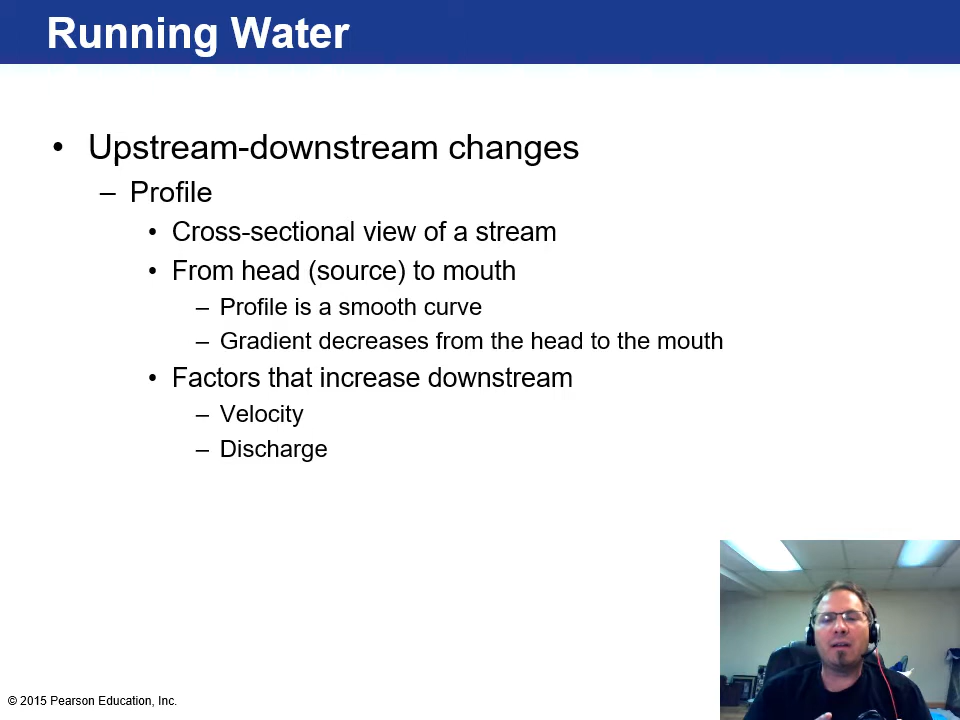 Running Water
• Upstream-downstream changes
– Profile
• Cross-sectional view of a stream
• From head (source) to mouth
– Profile is a smooth curve
– Gradient decreases from the head to the mouth
• Factors that increase downstream
– Velocity
– Discharge
© 2015 Pearson Education, Inc.